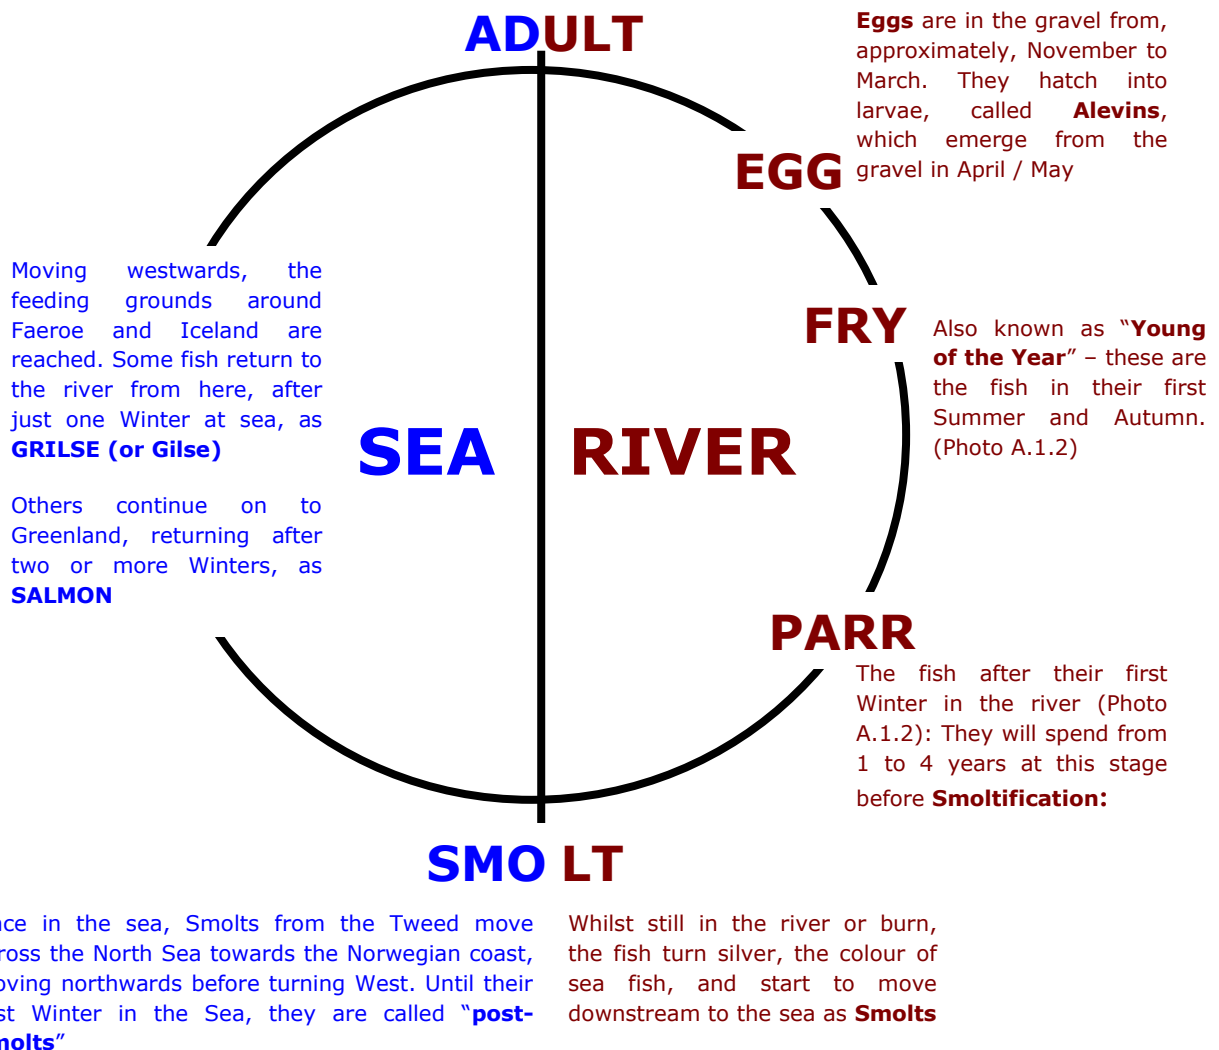 ADULT
Eggs are in the gravel from,
approximately, November to
March. They hatch into
larvae, called Alevins,
which emerge from the
gravel in April / May
EGG
FRY
Also known as “Young
of the Year” – these are
the fish in their first
Summer and Autumn.
(Photo A.1.2)
Moving westwards, the
feeding grounds around
Faeroe and Iceland are
reached. Some fish return to
the river from here, after
just one Winter at sea, as
GRILSE (or Gilse)
Others continue on to
Greenland, returning after
two or more Winters, as
SALMON
SEA RIVER
PARR
The fish after their first
Winter in the river (Photo
A.1.2): They will spend from
1 to 4 years at this stage
before Smoltification:
SMO LT
in the sea, Smolts from the Tweed move
the North Sea towards the Norwegian coast,
northwards before turning West. Until their
Winter in the Sea, they are called “post-
molts”
Whilst still in the river or burn,
the fish turn silver, the colour of
sea fish, and start to move
downstream to the sea as Smolts